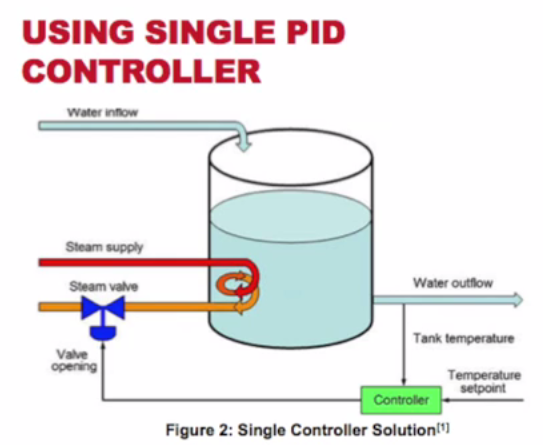 USING SINGLE PID
CONTROLLER
Water inflow
Steam supply
Steam valve
Water outflow
Tank temperature
Valve
opening
Temperature
setpoint
Controller
Figure 2: Single Controller Solution[1]